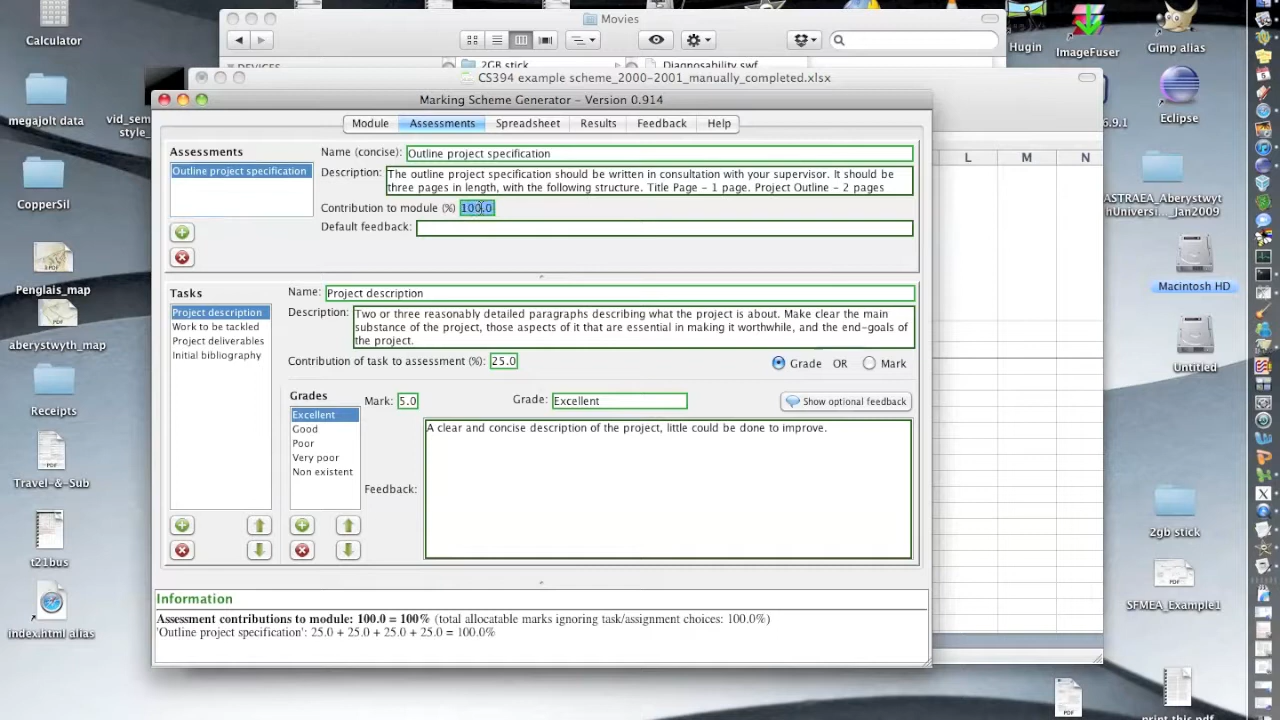 Calculator
Movies
Hugin
ImageFuser
Gimp alias
2GB stick
Diagnosability.swf
megajolt data
CS394 example scheme_2000-2001_manually_completed.xlsx
Marking Scheme Generator - Version 0.914
6.9.1
Eclipse
Module
Assessments
Spreadsheet
Results
Feedback
Help
L
M
N
Assessments
Outline project specification
Name (concise): Outline project specification
Description: The outline project specification should be written in consultation with your supervisor. It should be
three pages in length, with the following structure. Title Page - 1 page. Project Outline - 2 pages
Contribution to module (%) 100.0
Default feedback:
CopperSil
ASTRAEA_Aberystwyt
hUniversi..._Jan2009
Penglais_map
Macintosh HD
Tasks
Project description
Work to be tackled
Project deliverables
Initial bibliography
Name: Project description
Description: Two or three reasonably detailed paragraphs describing what the project is about. Make clear the main
substance of the project, those aspects of it that are essential in making it worthwhile, and the end-goals of
the project.
Contribution of task to assessment (%): 25.0
Grade OR Mark
aberystwyth_map
Untitled
Receipts
Grades
Excellent
Good
Poor
Very poor
Non existent
Mark: 5.0
Grade: Excellent
Show optional feedback
Feedback:
A clear and concise description of the project, little could be done to improve.
Travel-&-Sub
2gb stick
t21bus
SFMEA_Example1
index.html alias
Information
Assessment contributions to module: 100.0 = 100% (total allocatable marks ignoring task/assignment choices: 100.0%)
'Outline project specification': 25.0 + 25.0 + 25.0 + 25.0 = 100.0%
print this.pdf